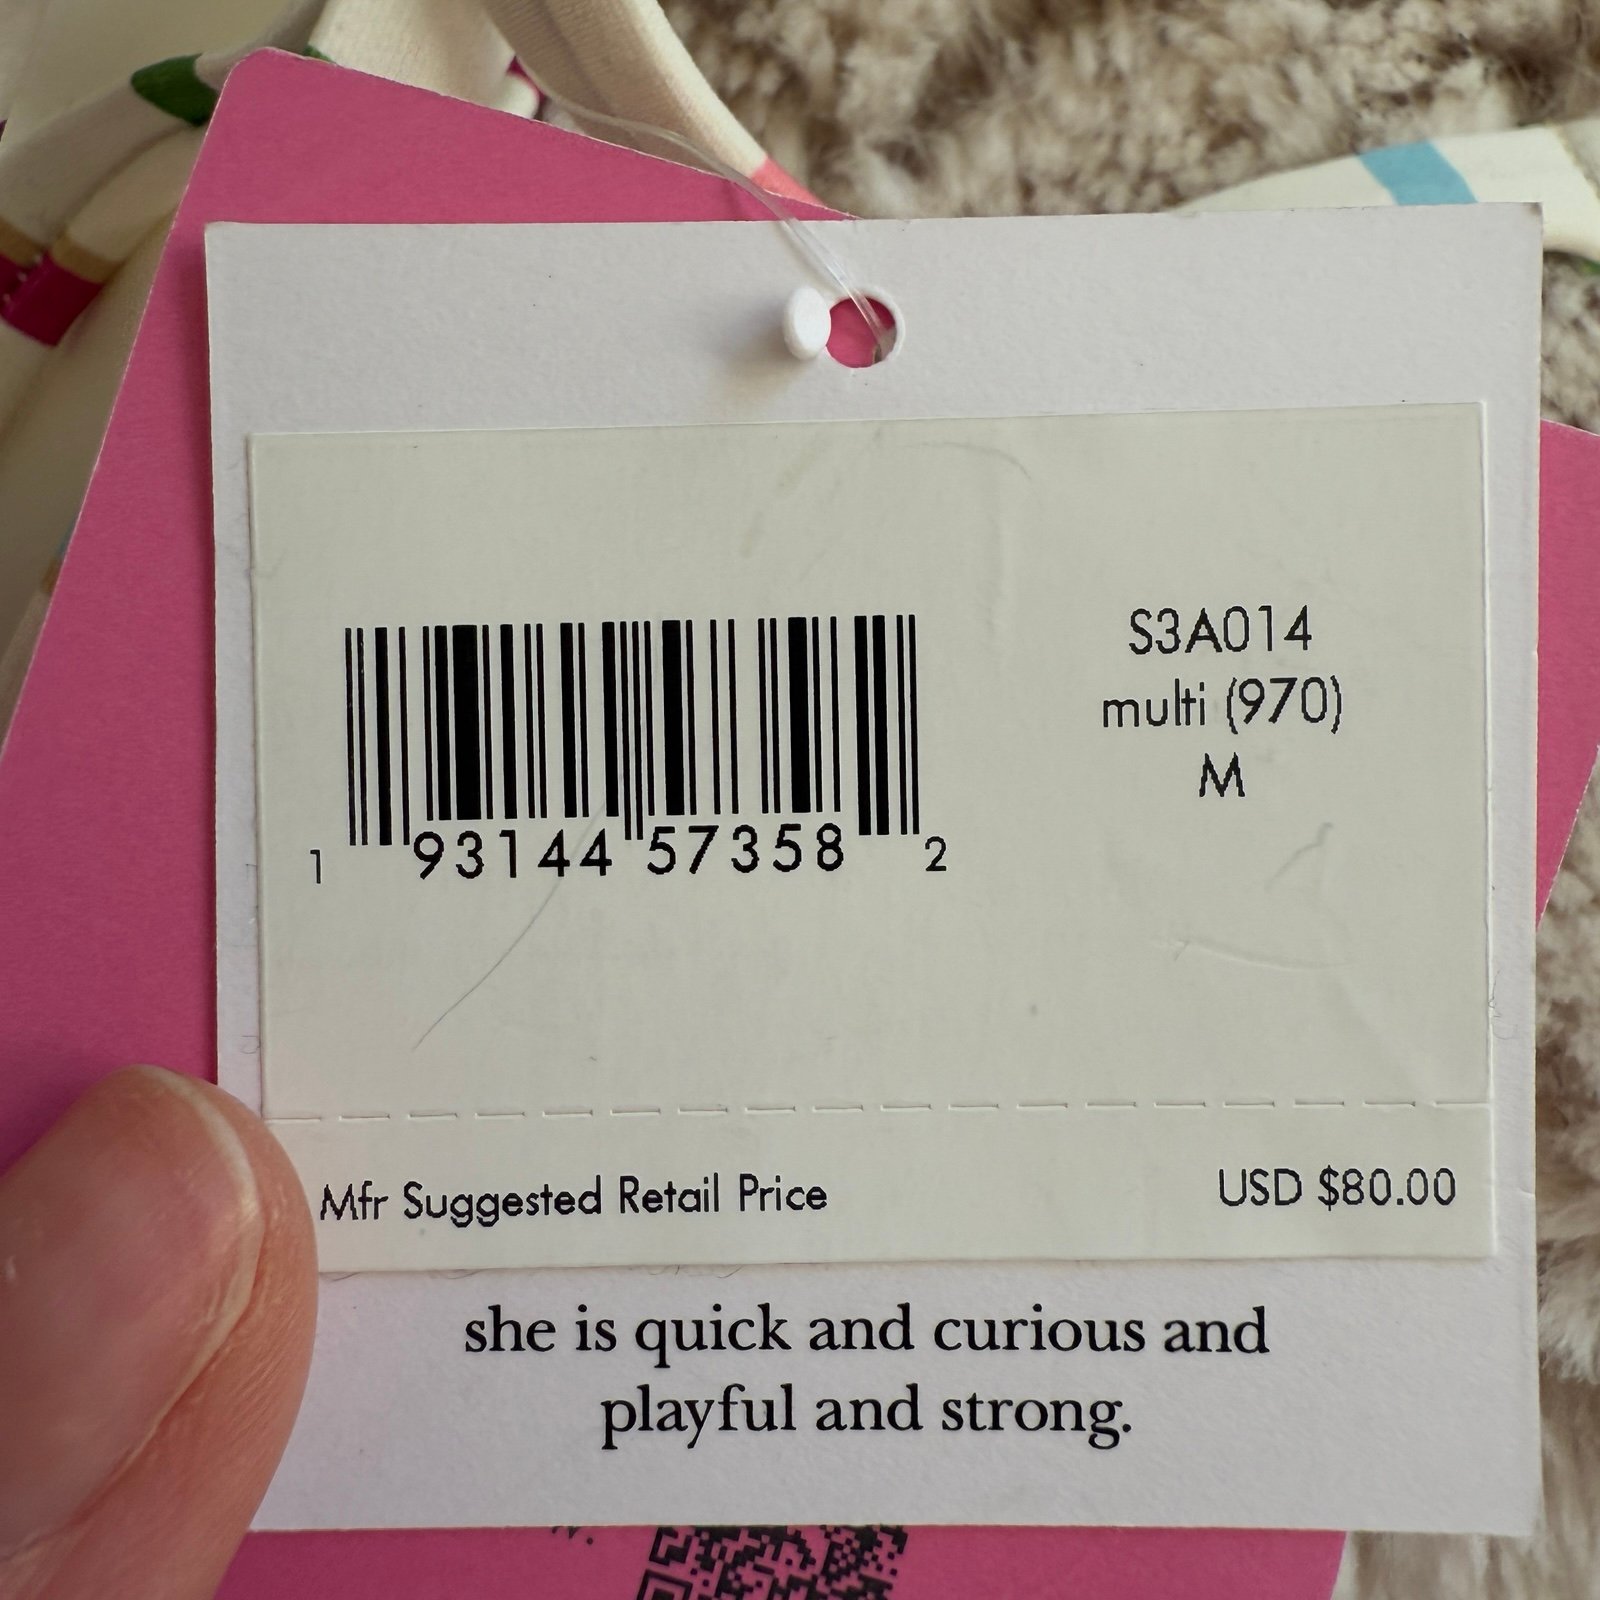 S3A014
multi (970)
M
1 93144 57358 2
Mfr Suggested Retail Price USD $80.00
she is quick and curious and
playful and strong.